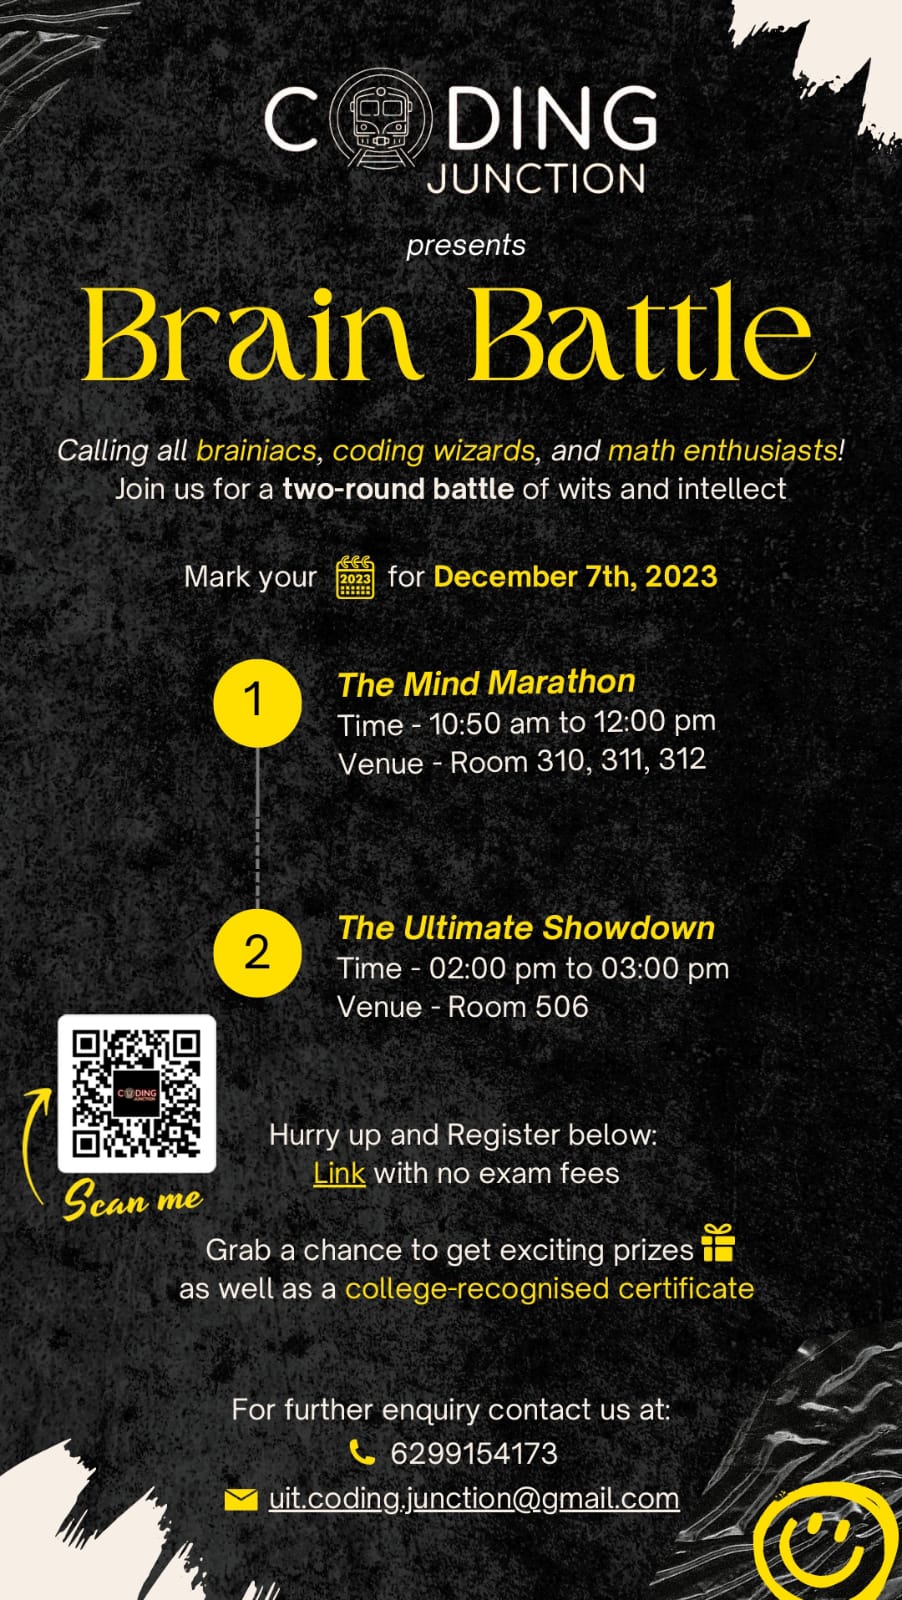 CODING
JUNCTION
presents
Brain Battle
Calling all brainiacs, coding wizards, and math enthusiasts!
Join us for a two-round battle of wits and intellect
Mark your 2023 for December 7th, 2023
1
The Mind Marathon
Time - 10:50 am to 12:00 pm
Venue - Room 310, 311, 312
2
The Ultimate Showdown
Time - 02:00 pm to 03:00 pm
Venue - Room 506
CODING
JUNCTION
Scan me
Hurry up and Register below:
Link with no exam fees
Grab a chance to get exciting prizes
as well as a college-recognised certificate
For further enquiry contact us at:
6299154173
uit.coding.junction@gmail.com